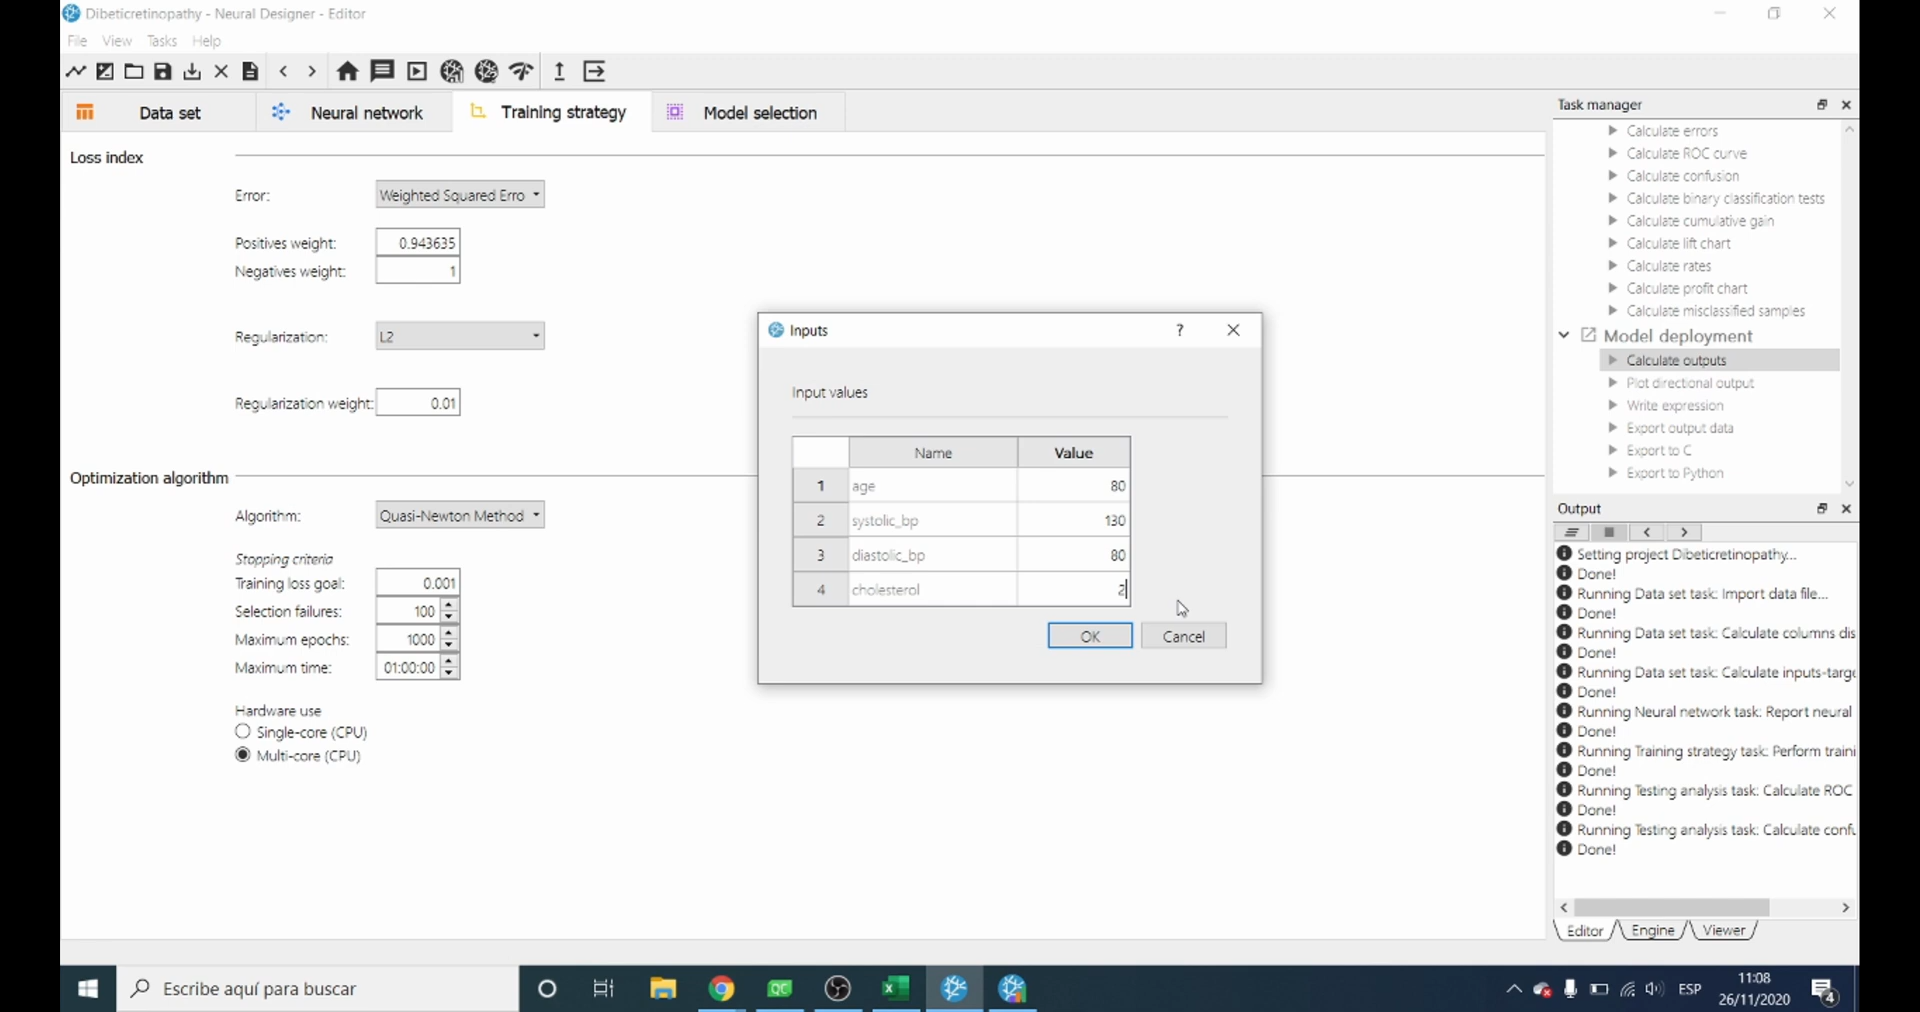 Dibeticretinopathy - Neural Designer - Editor
File View Tasks Help
Data set Neural network Training strategy Model selection
Loss index
Error: Weighted Squared Erro
Positives weight: 0.943635
Negatives weight: 1
Regularization: L2
Regularization weight: 0.01
Optimization algorithm
Algorithm: Quasi-Newton Method
Stopping criteria
Training loss goal: 0.001
Selection failures: 100
Maximum epochs: 1000
Maximum time: 01:00:00
Hardware use
Single-core (CPU)
Multi-core (CPU)
Inputs ?
Input values
Name Value
1 age 80
2 systolic_bp 130
3 diastolic_bp 80
4 cholesterol 2
OK Cancel
Task manager
Calculate errors
Calculate ROC curve
Calculate confusion
Calculate binary classification tests
Calculate cumulative gain
Calculate lift chart
Calculate rates
Calculate profit chart
Calculate misclassified samples
Model deployment
Calculate outputs
Plot directional output
Write expression
Export output data
Export to C
Export to Python
Output
Setting project Dibeticretinopathy...
Done!
Running Data set task: Import data file...
Done!
Running Data set task: Calculate columns dis
Done!
Running Data set task: Calculate inputs-targe
Done!
Running Neural network task: Report neural
Done!
Running Training strategy task: Perform traini
Done!
Running Testing analysis task: Calculate ROC
Done!
Running Testing analysis task: Calculate confu
Done!
Editor Engine Viewer
Escribe aquí para buscar
QC
ESP
11:08
26/11/2020
4